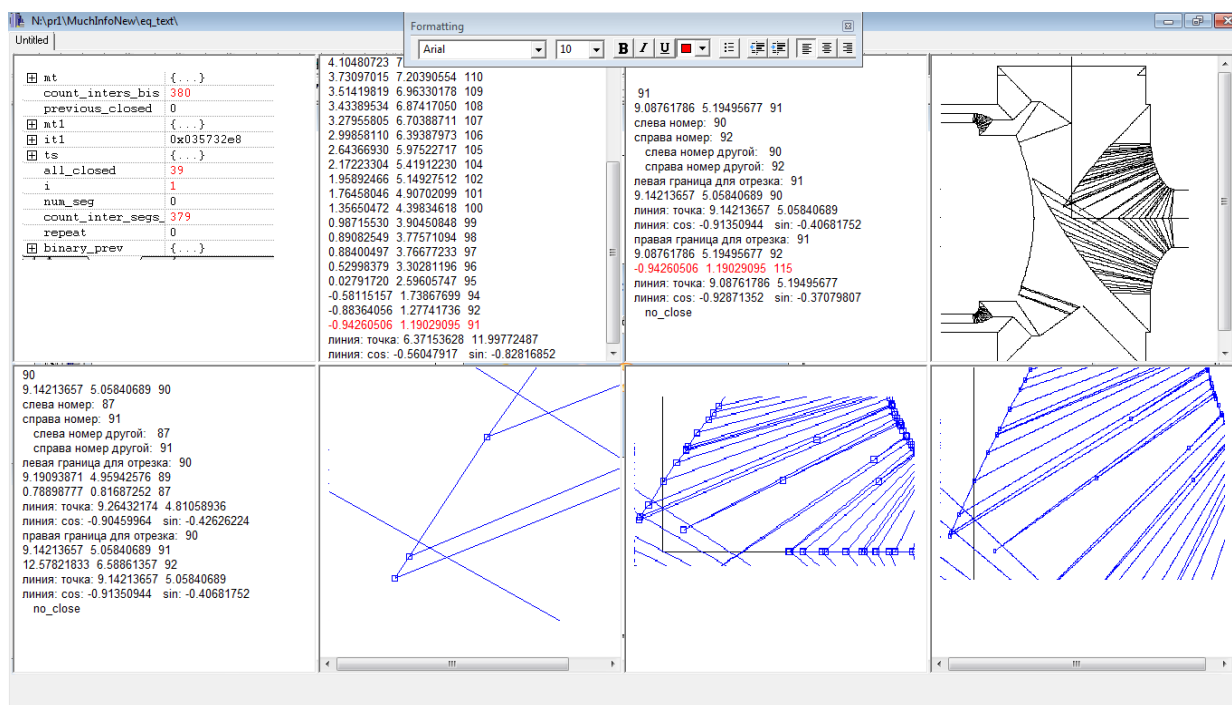 N:\pr1\MuchInfoNew\eq_text\
Formatting
Untitled
Arial
10
B I U
mt {...}
count_inters_bis 380
previous_closed 0
mt1 {...}
it1 0x035732e8
ts {...}
all_closed 39
i 1
num_seg 0
count_inter_segs_ 379
repeat 0
binary_prev {...}
4.10480723 7
3.73097015 7.20390554 110
3.51419819 6.96330178 109
3.43389534 6.87417050 108
3.27955805 6.70388711 107
2.99858110 6.39387973 106
2.64366930 5.97522717 105
2.17223304 5.41912230 104
1.95892466 5.14927512 102
1.76458046 4.90702099 101
1.35650472 4.39834618 100
0.98715530 3.90450848 99
0.89082549 3.77571094 98
0.88400497 3.76677233 97
0.52998379 3.30281196 96
0.02791720 2.59605747 95
-0.58115157 1.73867699 94
-0.88364056 1.27741736 92
-0.94260506 1.19029095 91
линия: точка: 6.37153628 11.99772487
линия: cos: -0.56047917 sin: -0.82816852
91
9.08761786 5.19495677 91
слева номер: 90
справа номер: 92
слева номер другой: 90
справа номер другой: 92
левая граница для отрезка: 91
9.14213657 5.05840689 90
линия: точка: 9.14213657 5.05840689
линия: cos: -0.91350944 sin: -0.40681752
правая граница для отрезка: 91
9.08761786 5.19495677 92
-0.94260506 1.19029095 115
линия: точка: 9.08761786 5.19495677
линия: cos: -0.92871352 sin: -0.37079807
no_close
90
9.14213657 5.05840689 90
слева номер: 87
справа номер: 91
слева номер другой: 87
справа номер другой: 91
левая граница для отрезка: 90
9.19093871 4.95942576 89
0.78898777 0.81687252 87
линия: точка: 9.26432174 4.81058936
линия: cos: -0.90459964 sin: -0.42626224
правая граница для отрезка: 90
9.14213657 5.05840689 91
12.57821833 6.58861357 92
линия: точка: 9.14213657 5.05840689
линия: cos: -0.91350944 sin: -0.40681752
no_close